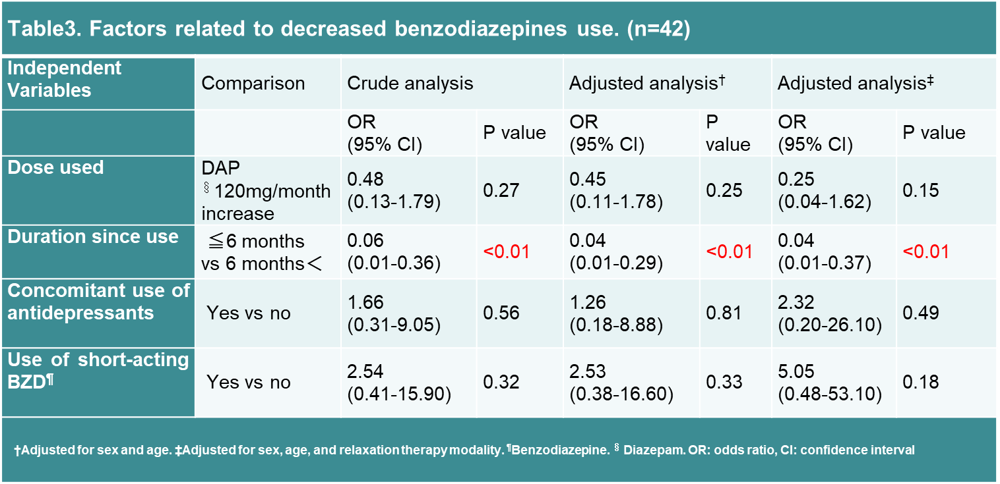 Table3. Factors related to decreased benzodiazepines use. (n=42)
Independent Variables Comparison Crude analysis Adjusted analysis† Adjusted analysis‡
OR (95% CI) P value OR (95% CI) P value OR (95% CI) P value
Dose used DAP §120mg/month increase 0.48 (0.13-1.79) 0.27 0.45 (0.11-1.78) 0.25 0.25 (0.04-1.62) 0.15
Duration since use ≦6 months vs 6 months< 0.06 (0.01-0.36) <0.01 0.04 (0.01-0.29) <0.01 0.04 (0.01-0.37) <0.01
Concomitant use of antidepressants Yes vs no 1.66 (0.31-9.05) 0.56 1.26 (0.18-8.88) 0.81 2.32 (0.20-26.10) 0.49
Use of short-acting BZD¶ Yes vs no 2.54 (0.41-15.90) 0.32 2.53 (0.38-16.60) 0.33 5.05 (0.48-53.10) 0.18
†Adjusted for sex and age. ‡Adjusted for sex, age, and relaxation therapy modality. ¶Benzodiazepine. § Diazepam. OR: odds ratio, CI: confidence interval